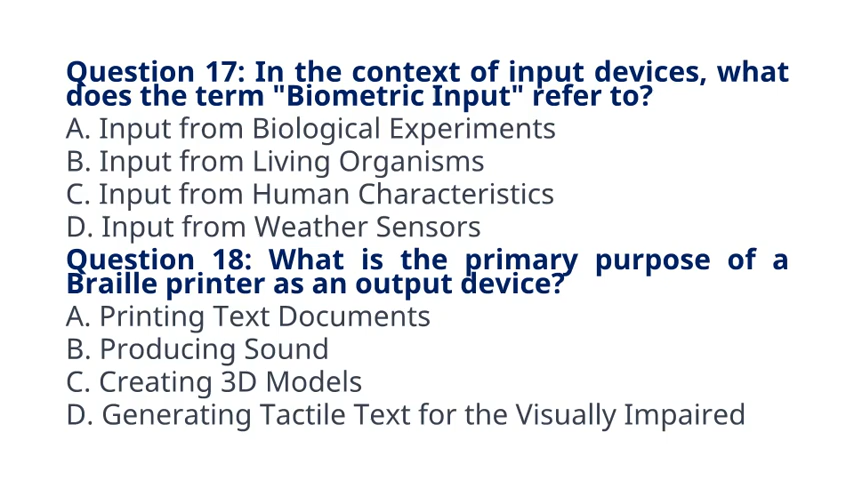 Question 17: In the context of input devices, what
does the term "Biometric Input" refer to?
A. Input from Biological Experiments
B. Input from Living Organisms
C. Input from Human Characteristics
D. Input from Weather Sensors
Question 18: What is the primary purpose of a
Braille printer as an output device?
A. Printing Text Documents
B. Producing Sound
C. Creating 3D Models
D. Generating Tactile Text for the Visually Impaired